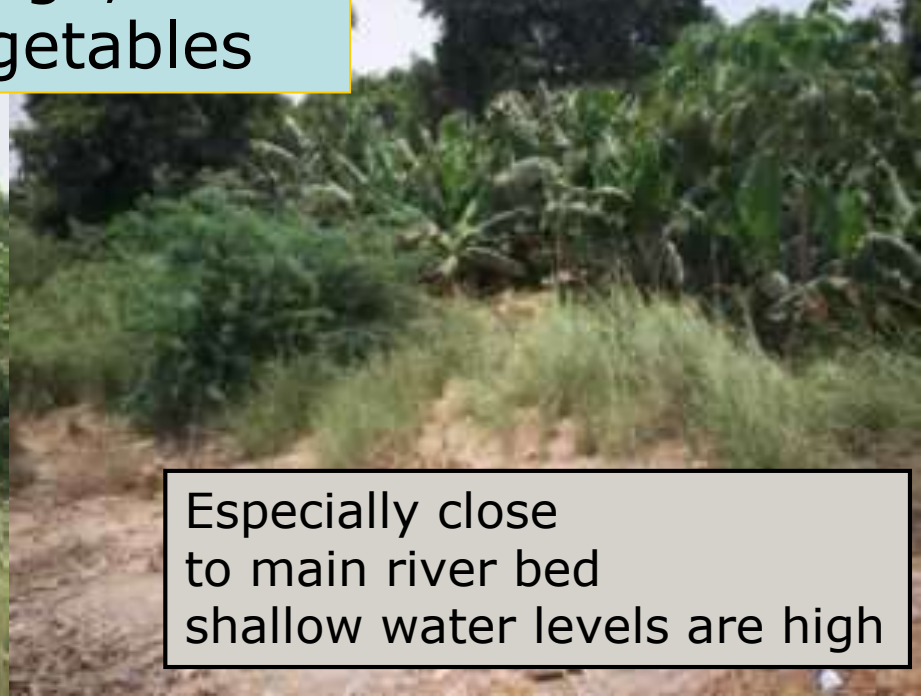 getables
Especially close
to main river bed
shallow water levels are high